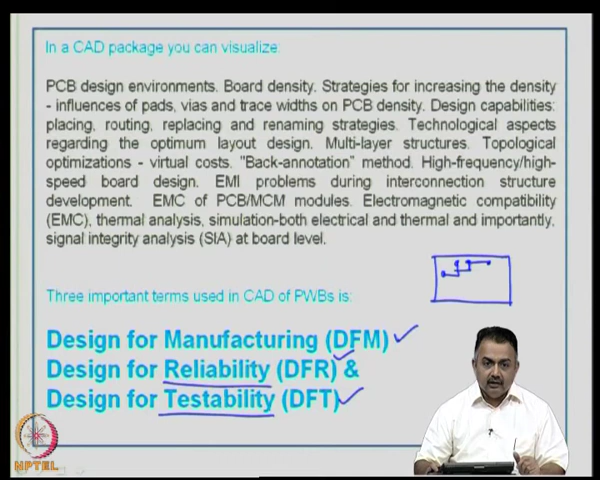 In a CAD package you can visualize:
PCB design environments. Board density. Strategies for increasing the density
- influences of pads, vias and trace widths on PCB density. Design capabilities:
placing, routing, replacing and renaming strategies. Technological aspects
regarding the optimum layout design. Multi-layer structures. Topological
optimizations - virtual costs. "Back-annotation" method. High-frequency/high-
speed board design. EMI problems during interconnection structure
development. EMC of PCB/MCM modules. Electromagnetic compatibility
(EMC), thermal analysis, simulation-both electrical and thermal and importantly,
signal integrity analysis (SIA) at board level.
Three important terms used in CAD of PWBs is:
Design for Manufacturing (DFM)
Design for Reliability (DFR) &
Design for Testability (DFT)
NPTEL